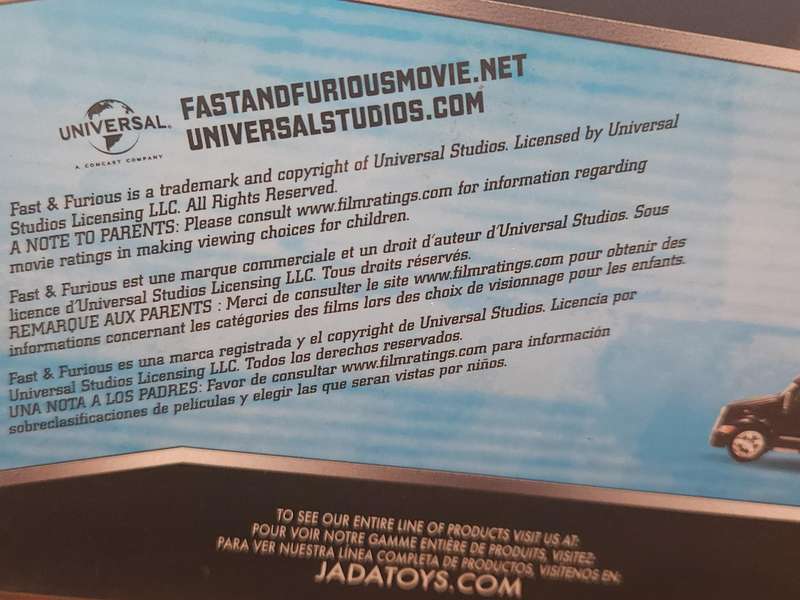 UNIVERSAL
A COMCAST COMPANY
FASTANDFURIOUSMOVIE.NET
UNIVERSALSTUDIOS.COM
Fast & Furious is a trademark and copyright of Universal Studios. Licensed by Universal
Studios Licensing LLC. All Rights Reserved.
A NOTE TO PARENTS: Please consult www.filmratings.com for information regarding
movie ratings in making viewing choices for children.
Fast & Furious est une marque commerciale et un droit d'auteur d'Universal Studios. Sous
licence d'Universal Studios Licensing LLC. Tous droits réservés.
REMARQUE AUX PARENTS : Merci de consulter le site www.filmratings.com pour obtenir des
informations concernant les catégories des films lors des choix de visionnage pour les enfants.
Fast & Furious es una marca registrada y el copyright de Universal Studios. Licencia por
Universal Studios Licensing LLC. Todos los derechos reservados.
UNA NOTA A LOS PADRES: Favor de consultar www.filmratings.com para información
sobreclasificaciones de películas y elegir las que seran vistas por niños.
TO SEE OUR ENTIRE LINE OF PRODUCTS VISIT US AT:
POUR VOIR NOTRE GAMME ENTIÈRE DE PRODUITS, VISITEZ:
PARA VER NUESTRA LÍNEA COMPLETA DE PRODUCTOS, VISÍTENOS EN:
JADATOYS.COM